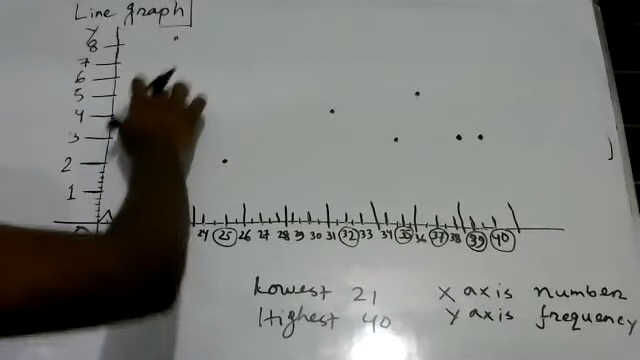 Line graph
y
8
7
6
5
4
3
2
1
24 25 26 27 28 29 30 31 32 33 34 35 36 37 38 39 40
Lowest 21 X axis number
Highest 40 y axis frequency